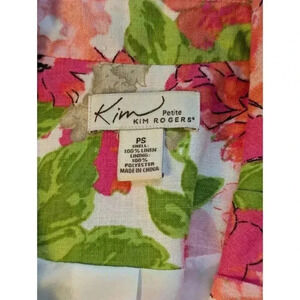 Kim
Petite
KIM ROGERS®
PS
SHELL:
100% LINEN
LINING:
100%
POLYESTER
MADE IN CHINA